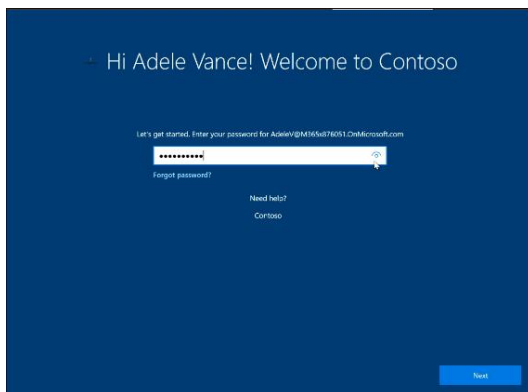 Hi Adele Vance! Welcome to Contoso
Let's get started. Enter your password for AdeleV@M365x876051.OnMicrosoft.com
Forgot password?
Need help?
Contoso
Next